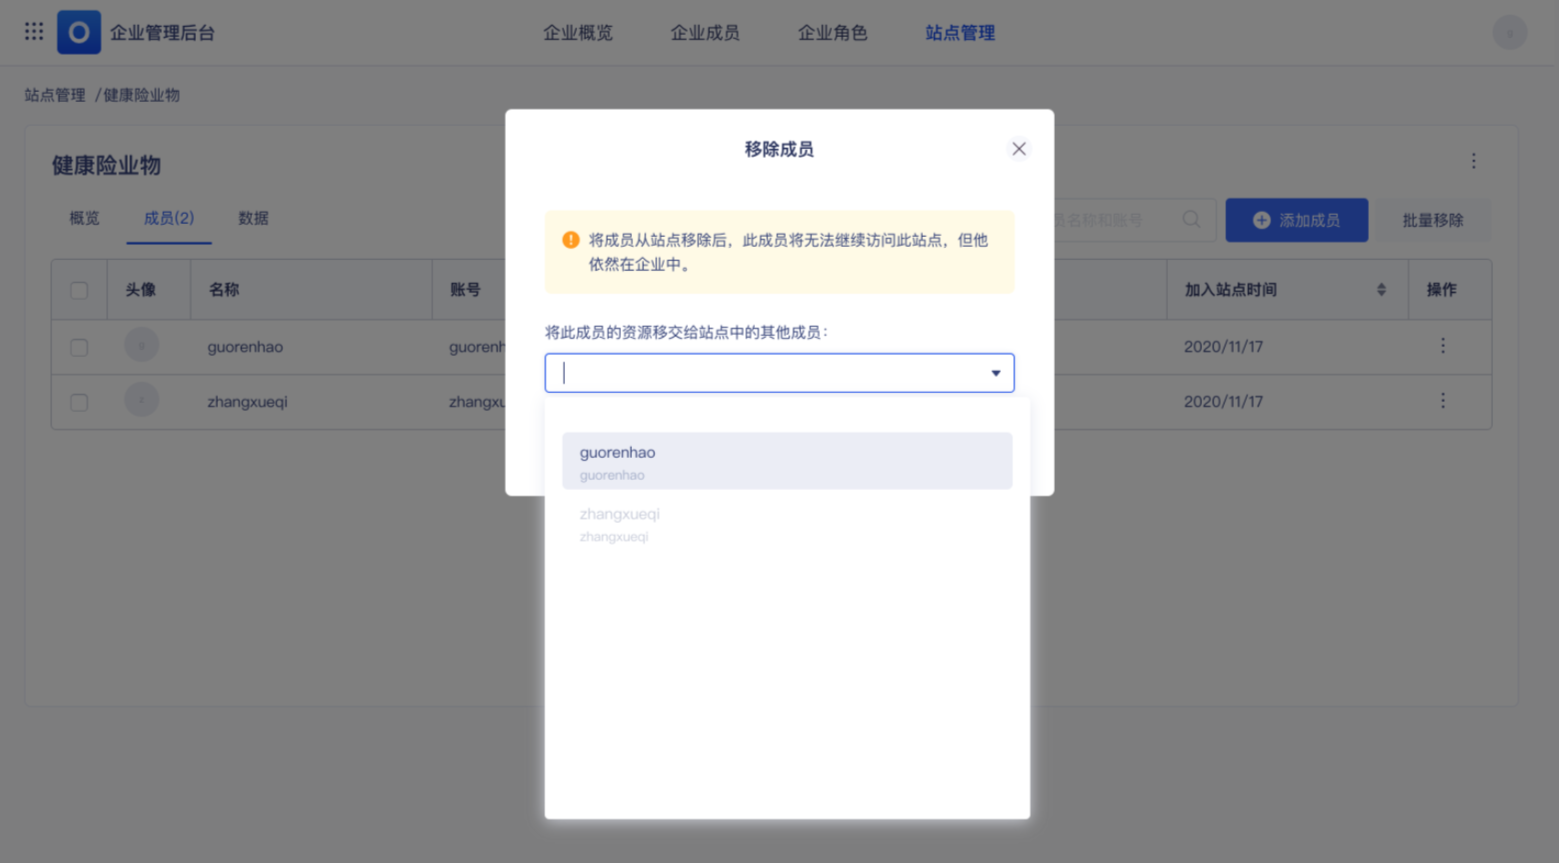 企业管理后台
企业概览
企业成员
企业角色
站点管理
站点管理 /健康险业物
健康险业物
概览
成员(2)
数据
员名称和账号
添加成员
批量移除
头像
名称
账号
加入站点时间
操作
guorenhao
guorenh
2020/11/17
zhangxueqi
zhangxu
2020/11/17
移除成员
将成员从站点移除后，此成员将无法继续访问此站点，但他
依然在企业中。
将此成员的资源移交给站点中的其他成员：
guorenhao
guorenhao
zhangxueqi
zhangxueqi